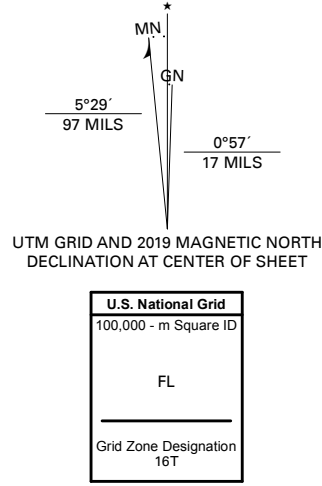 ★
MN
GN
5°29´
97 MILS
0°57´
17 MILS
UTM GRID AND 2019 MAGNETIC NORTH
DECLINATION AT CENTER OF SHEET
U.S. National Grid
100,000 - m Square ID
FL
Grid Zone Designation
16T